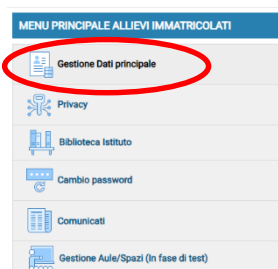 MENU PRINCIPALE ALLIEVI IMMATRICOLATI
Gestione Dati principale
Privacy
Biblioteca Istituto
Cambio password
Comunicati
Gestione Aule/Spazi (In fase di test)